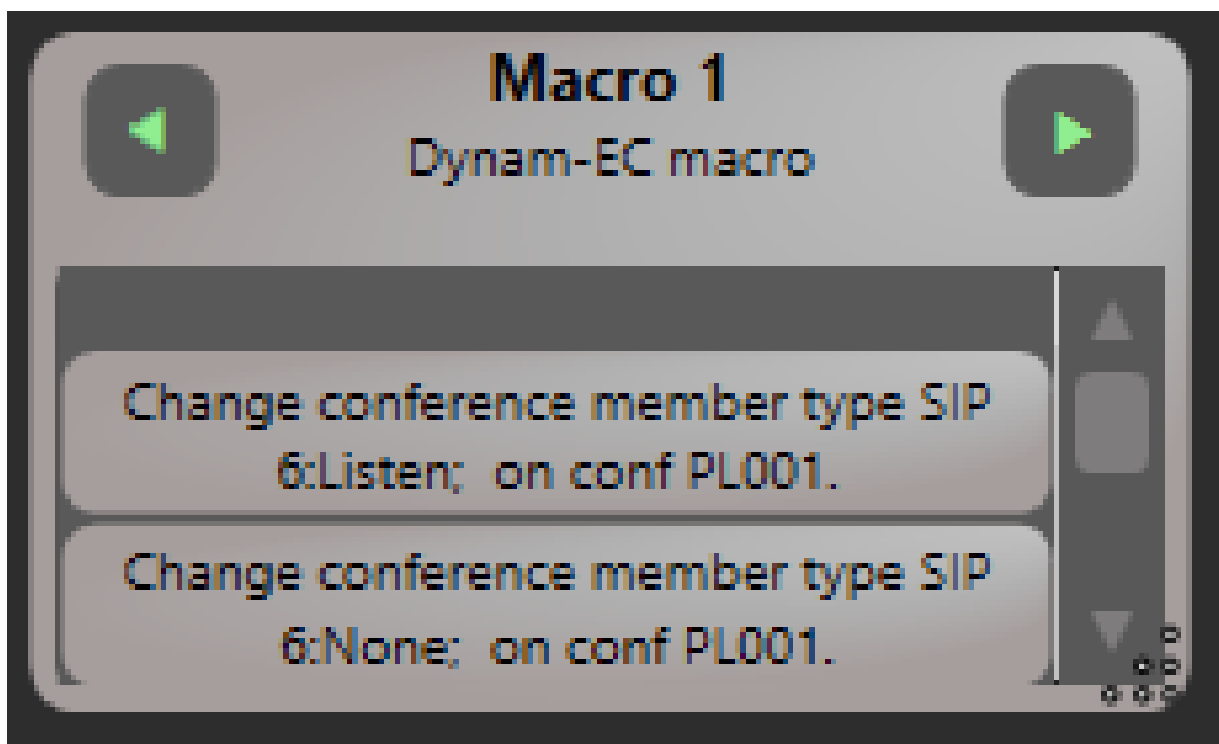 Macro 1
Dynam-EC macro
Change conference member type SIP
6:Listen;  on conf PL001.
Change conference member type SIP
6:None;  on conf PL001.